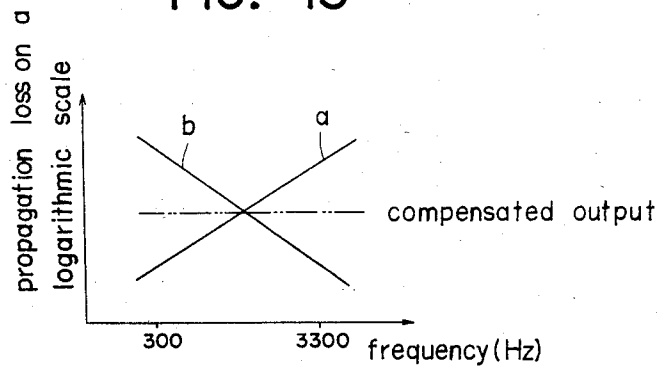 propagation loss on a
logarithmic scale
b
a
compensated output
300
3300
frequency (Hz)